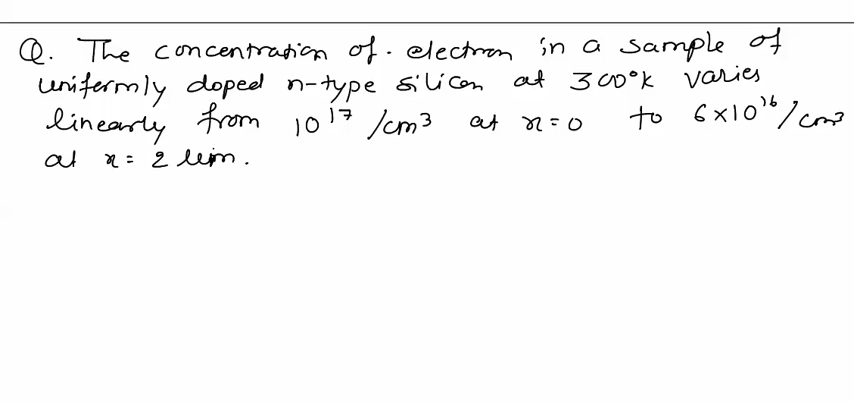 Q. The concentration of. electron in a sample of
uniformly doped n-type silicon at 300°K varies
linearly from 10¹⁷ /cm³ at x=0 to 6×10¹⁶/cm³
at x= 2 um.